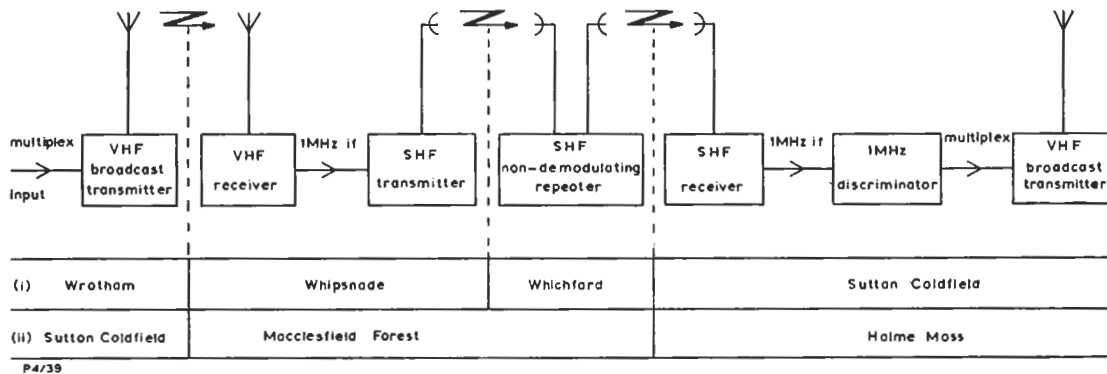 multiplex
input
VHF
broadcast
transmitter
VHF
receiver
1MHz if
SHF
transmitter
SHF
non-demodulating
repeater
SHF
receiver
1MHz if
1MHz
discriminator
multiplex
VHF
broadcast
transmitter
(i) Wrotham Whipsnade Whichford Sutton Coldfield
(ii) Sutton Coldfield Macclesfield Forest Holme Moss
P4/39